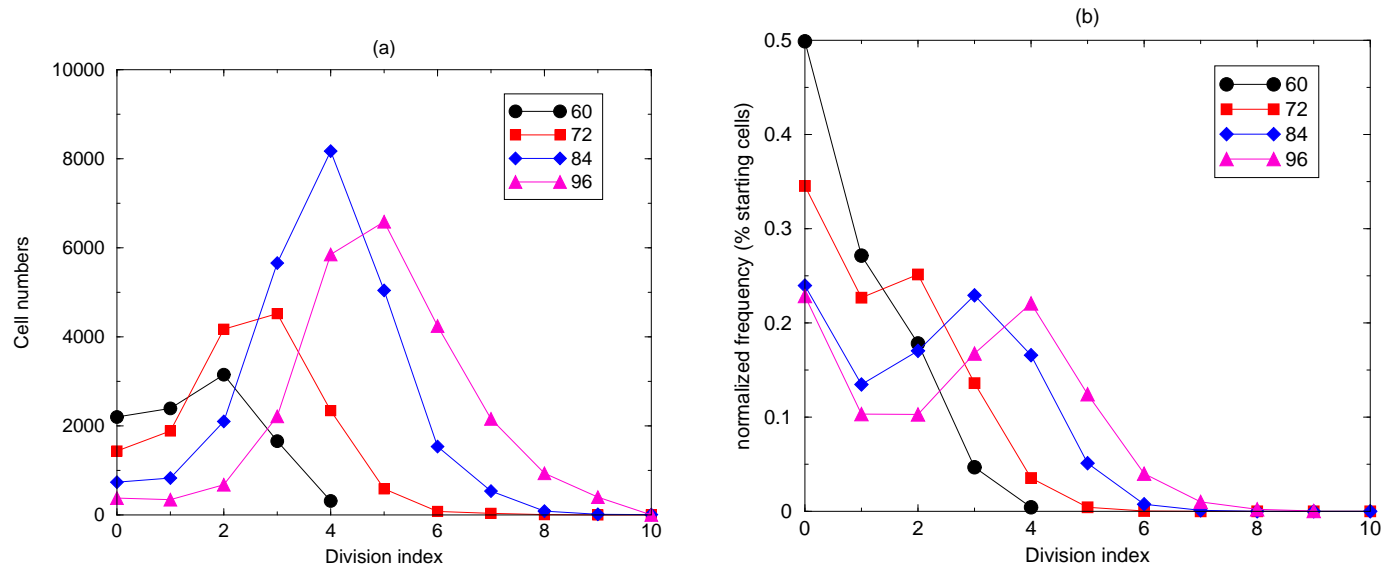 (a)
10000
8000
6000
4000
2000
0
Cell numbers
0 2 4 6 8 10
Division index
60
72
84
96
(b)
0.5
0.4
0.3
0.2
0.1
0
normalized frequency (% starting cells)
0 2 4 6 8 10
Division index
60
72
84
96